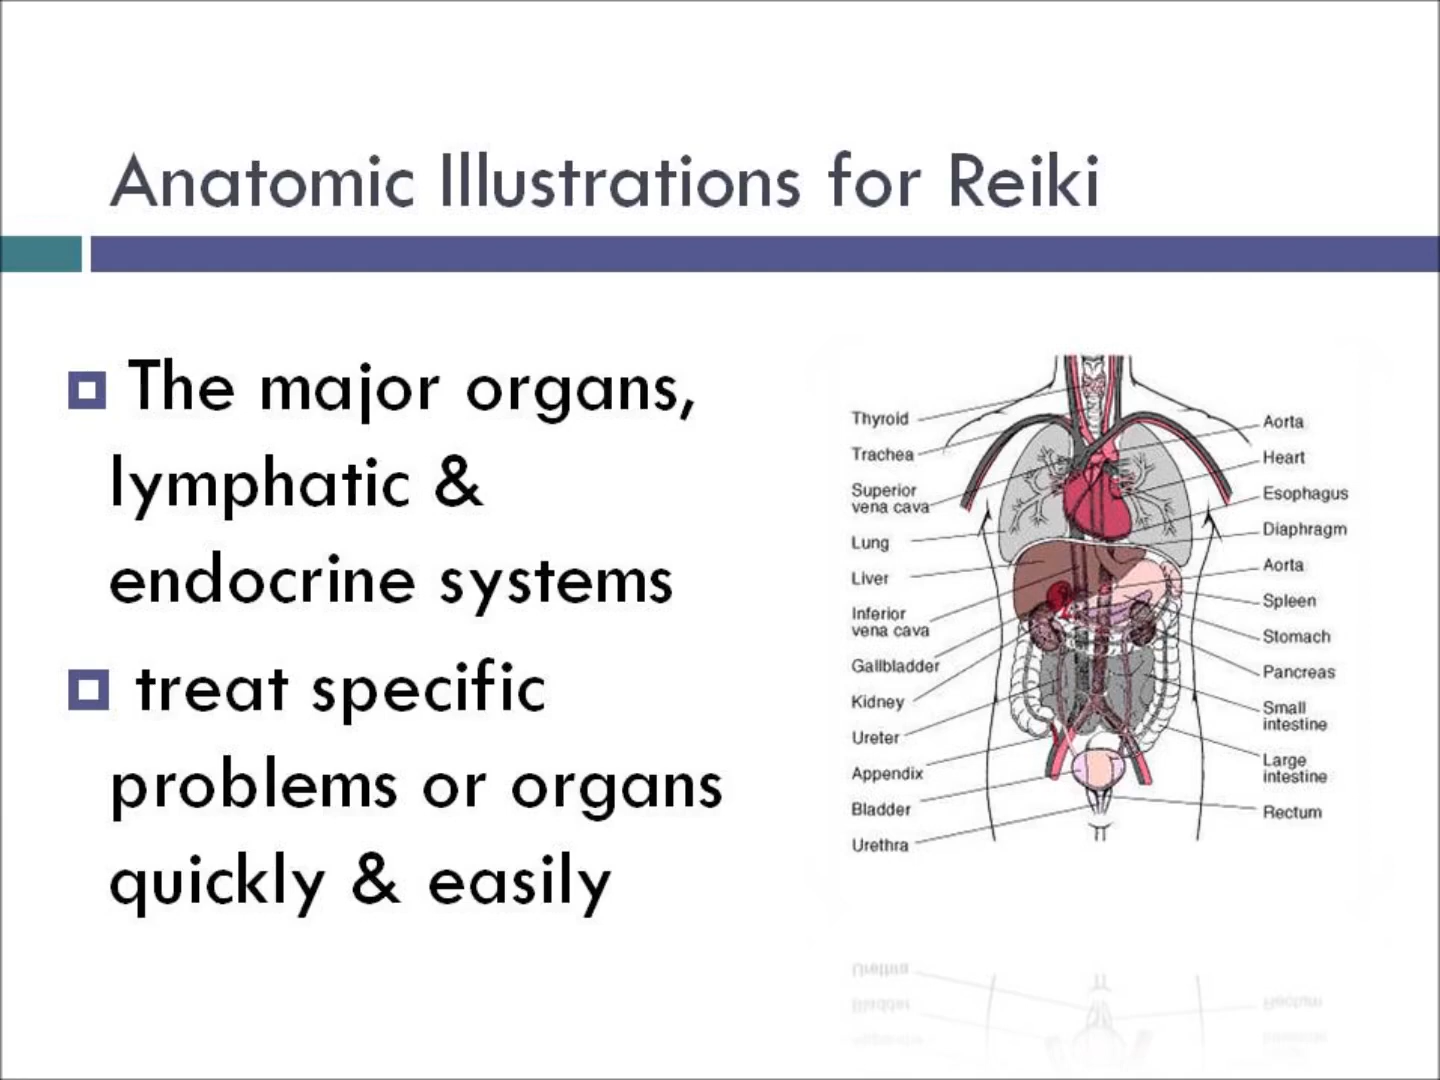 Anatomic Illustrations for Reiki
The major organs,
lymphatic &
endocrine systems
treat specific
problems or organs
quickly & easily
Thyroid
Trachea
Superior
vena cava
Lung
Liver
Inferior
vena cava
Gallbladder
Kidney
Ureter
Appendix
Bladder
Urethra
Aorta
Heart
Esophagus
Diaphragm
Aorta
Spleen
Stomach
Pancreas
Small
intestine
Large
intestine
Rectum